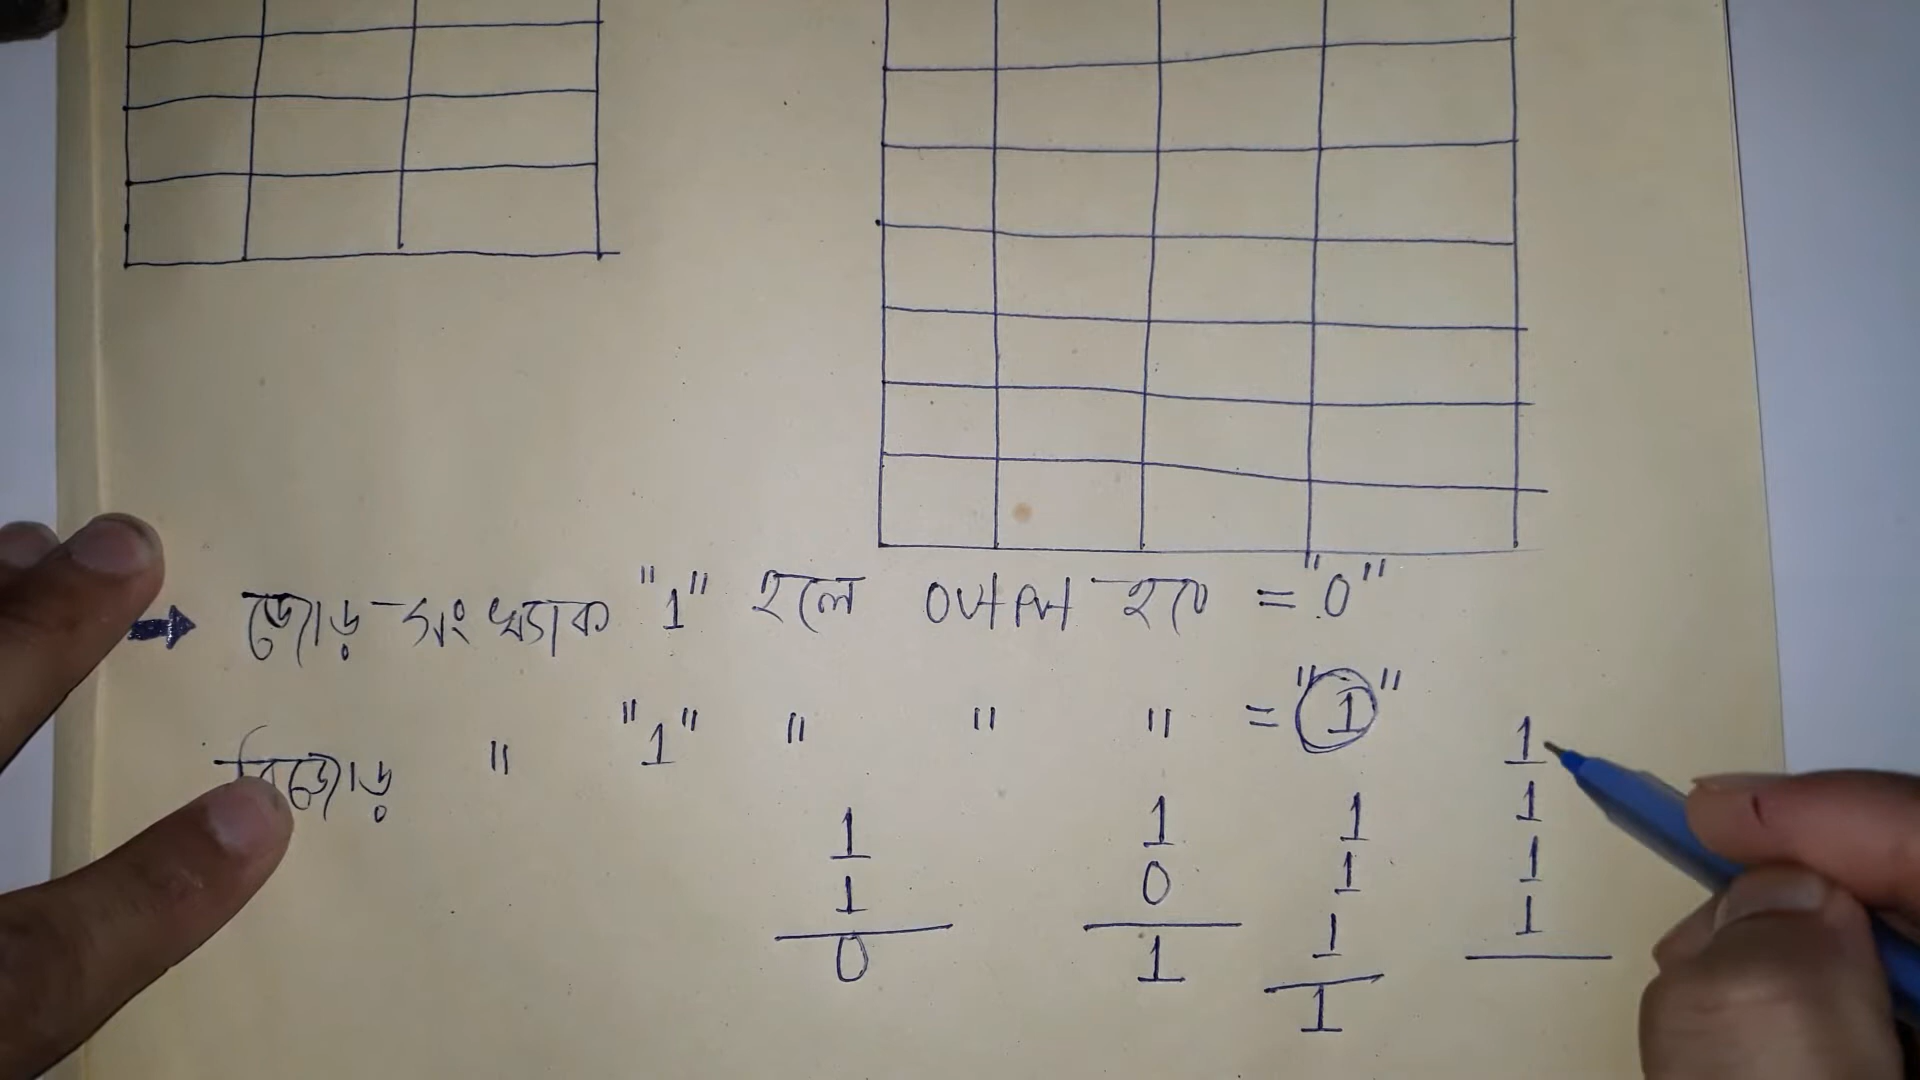 জোড় সংখ্যক "1" হলে output হবে = "0"
বিজোড় " "1" " " " = "1"
1 1 1 1
1 0 1 1
0 1 1 1
1 1